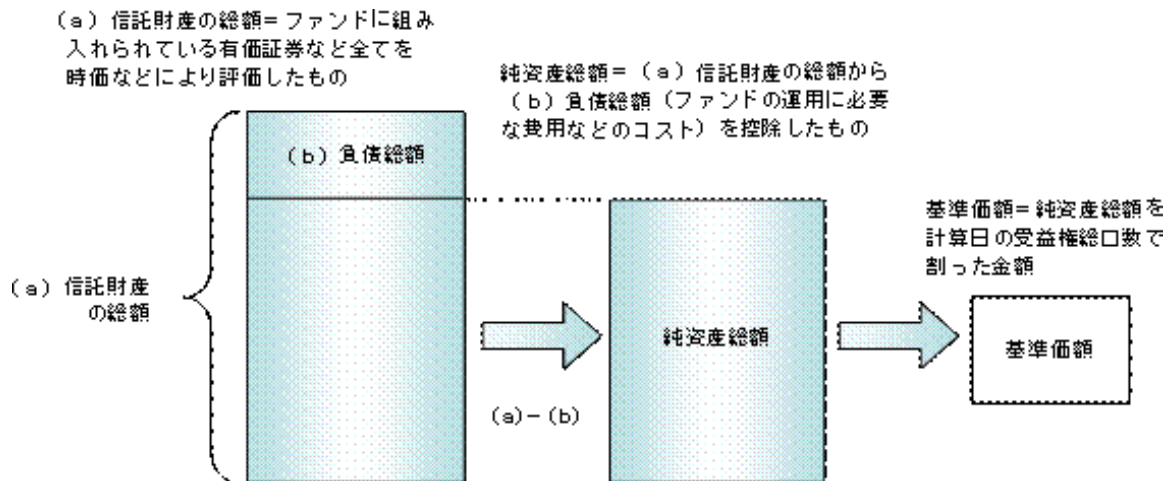 (a) 信託財産の総額＝ファンドに組み
入れられている有価証券など全てを
時価などにより評価したもの
純資産総額＝(a) 信託財産の総額から
(b) 負債総額（ファンドの運用に必要
な費用などのコスト）を控除したもの
(b) 負債総額
基準価額＝純資産総額を
計算日の受益権総口数で
割った金額
(a) 信託財産
の総額
純資産総額
基準価額
(a)－(b)